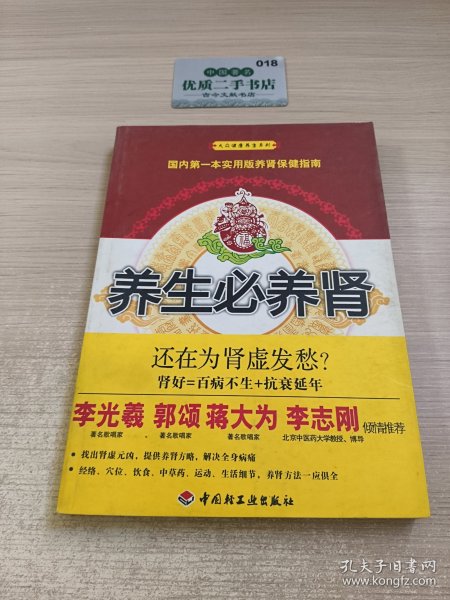 018
中国著名
优质二手书店
古今文献书店
大众健康养生系列
国内第一本实用版养肾保健指南
养生必养肾
还在为肾虚发愁?
肾好=百病不生+抗衰延年
李光羲 郭颂 蒋大为 李志刚 倾情推荐
著名歌唱家 著名歌唱家 著名歌唱家 北京中医药大学教授、博导
• 找出肾虚元凶,提供养肾方略,解决全身病痛
• 经络、穴位、饮食、中草药、运动、生活细节,养肾方法一应俱全
中国轻工业出版社
孔夫子旧书网
www.kongfz.com